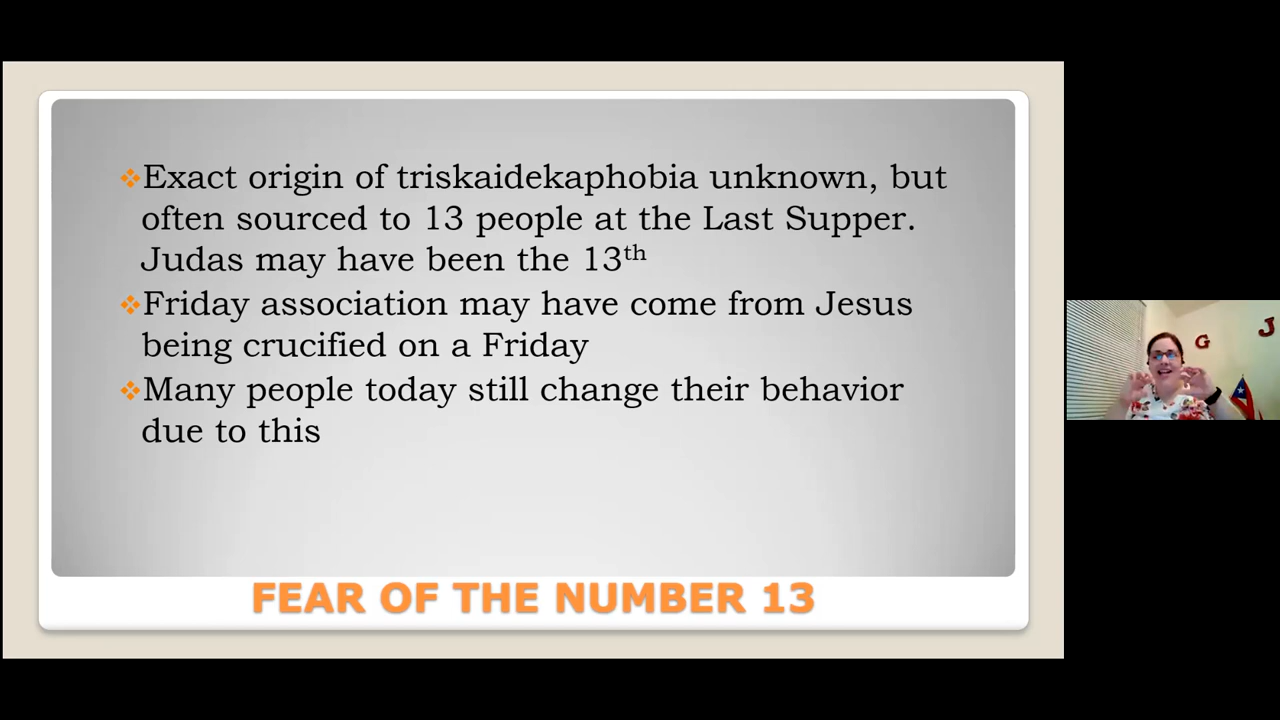 Exact origin of triskaidekaphobia unknown, but
often sourced to 13 people at the Last Supper.
Judas may have been the 13th
Friday association may have come from Jesus
being crucified on a Friday
Many people today still change their behavior
due to this
FEAR OF THE NUMBER 13
G
J